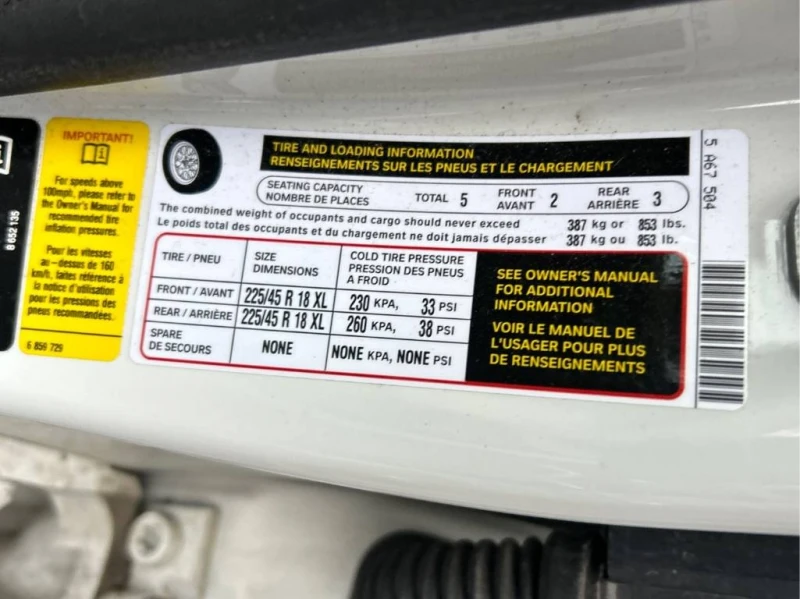 IMPORTANT!
For speeds above
100mph, please refer to
the Owner's Manual for
recommended tire
inflation pressures.
Pour les vitesses
au-dessus de 160
km/h, faites référence à
la notice d'utilisation
pour les pressions des
pneus recommandées.
6 859 729
8 652 135
TIRE AND LOADING INFORMATION
RENSEIGNEMENTS SUR LES PNEUS ET LE CHARGEMENT
SEATING CAPACITY
NOMBRE DE PLACES
TOTAL 5
FRONT
AVANT 2
REAR
ARRIÈRE 3
The combined weight of occupants and cargo should never exceed 387 kg or 853 lbs.
Le poids total des occupants et du chargement ne doit jamais dépasser 387 kg ou 853 lb.
TIRE / PNEU
SIZE
DIMENSIONS
COLD TIRE PRESSURE
PRESSION DES PNEUS
A FROID
FRONT / AVANT 225/45 R 18 XL 230 KPA, 33 PSI
REAR / ARRIÈRE 225/45 R 18 XL 260 KPA, 38 PSI
SPARE
DE SECOURS
NONE NONE KPA, NONE PSI
SEE OWNER'S MANUAL
FOR ADDITIONAL
INFORMATION
VOIR LE MANUEL DE
L'USAGER POUR PLUS
DE RENSEIGNEMENTS
5 A67 504